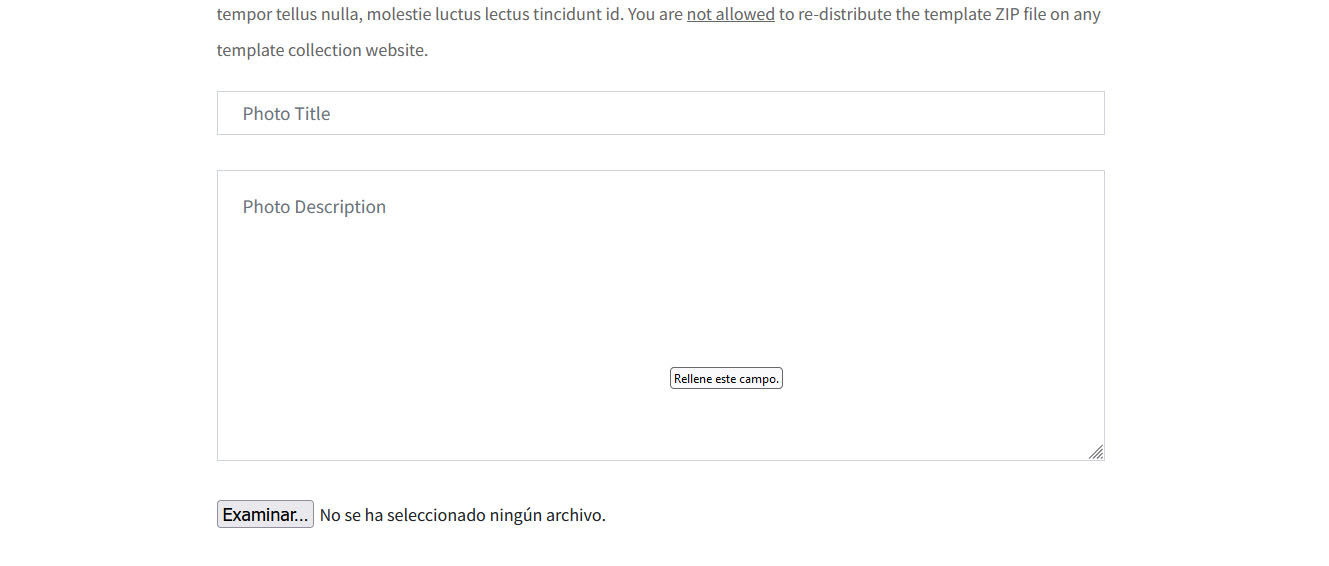 tempor tellus nulla, molestie luctus lectus tincidunt id. You are not allowed to re-distribute the template ZIP file on any
template collection website.
Photo Title
Photo Description
Rellene este campo.
Examinar... No se ha seleccionado ningún archivo.